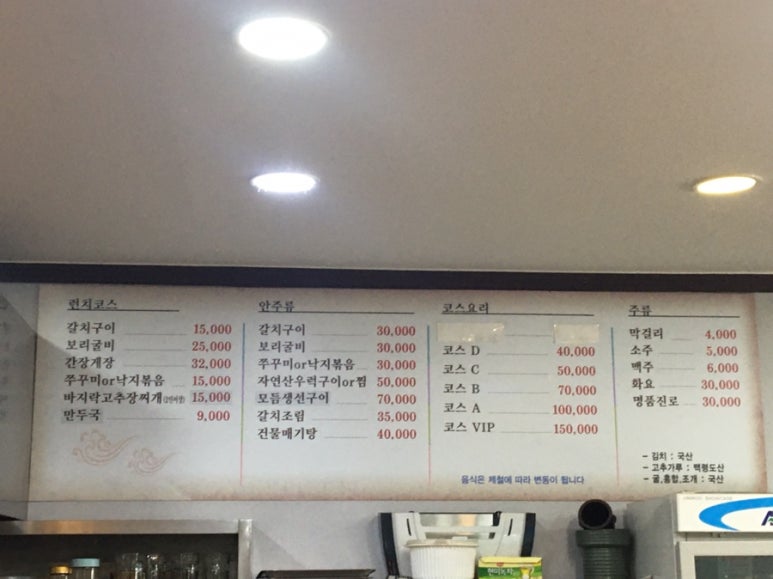 런치코스
갈치구이 15,000
보리굴비 25,000
간장게장 32,000
쭈꾸미or낙지볶음 15,000
바지락고추장찌개 15,000
만두국 9,000
안주류
갈치구이 30,000
보리굴비 30,000
쭈꾸미or낙지볶음 30,000
자연산우럭구이or찜 50,000
모듬생선구이 70,000
갈치조림 35,000
건물메기탕 40,000
코스요리
코스 D 40,000
코스 C 50,000
코스 B 70,000
코스 A 100,000
코스 VIP 150,000
음식은 제철에 따라 변동이 됩니다
주류
막걸리 4,000
소주 5,000
맥주 6,000
화요 30,000
명품진로 30,000
- 김치 : 국산
- 고추가루 : 백령도산
- 굴,홍합,조개 : 국산